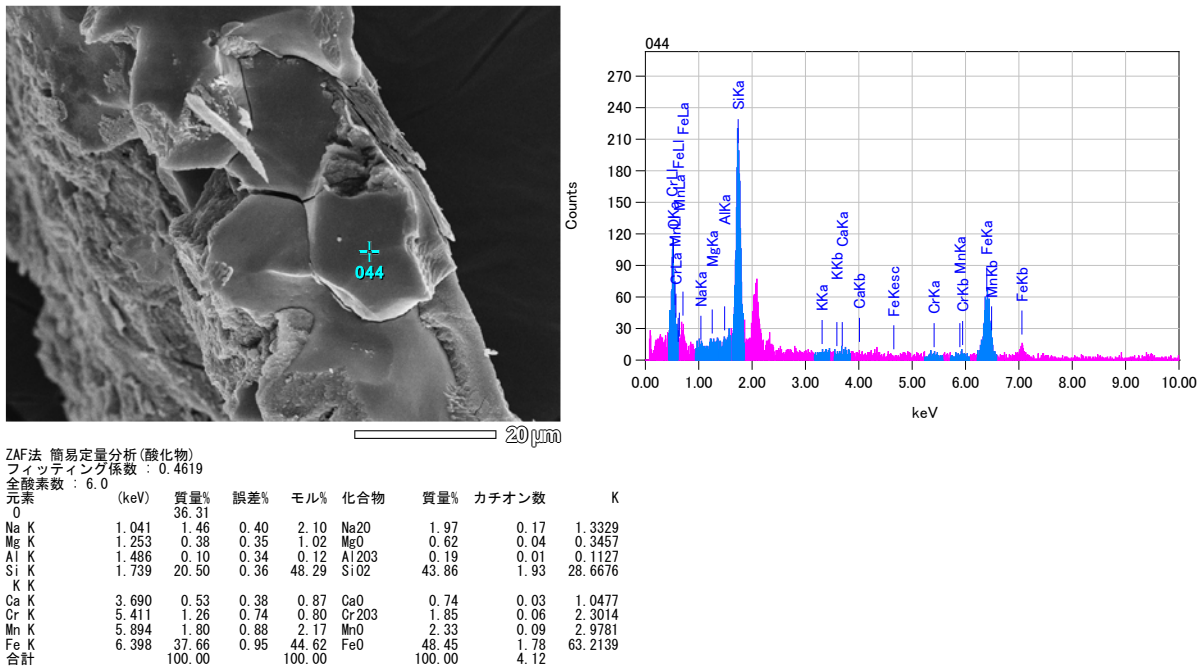 044
20 μm
044
Counts
270
240
210
180
150
120
90
60
30
0
0.00 1.00 2.00 3.00 4.00 5.00 6.00 7.00 8.00 9.00 10.00
keV
CrLa
MnLl
OKa
CrLl
MnLa
FeLl
FeLa
NaKa
MgKa
AlKa
SiKa
KKa
KKb
CaKa
CaKb
FeKesc
CrKa
CrKb
MnKa
FeKa
MnKb
FeKb
ZAF法 簡易定量分析(酸化物)
フィッティング係数 : 0.4619
全酸素数 : 6.0
元素 (keV) 質量% 誤差% モル% 化合物 質量% カチオン数 K
O 36.31
Na K 1.041 1.46 0.40 2.10 Na2O 1.97 0.17 1.3329
Mg K 1.253 0.38 0.35 1.02 MgO 0.62 0.04 0.3457
Al K 1.486 0.10 0.34 0.12 Al2O3 0.19 0.01 0.1127
Si K 1.739 20.50 0.36 48.29 SiO2 43.86 1.93 28.6676
K K
Ca K 3.690 0.53 0.38 0.87 CaO 0.74 0.03 1.0477
Cr K 5.411 1.26 0.74 0.80 Cr2O3 1.85 0.06 2.3014
Mn K 5.894 1.80 0.88 2.17 MnO 2.33 0.09 2.9781
Fe K 6.398 37.66 0.95 44.62 FeO 48.45 1.78 63.2139
合計 100.00 100.00 100.00 4.12